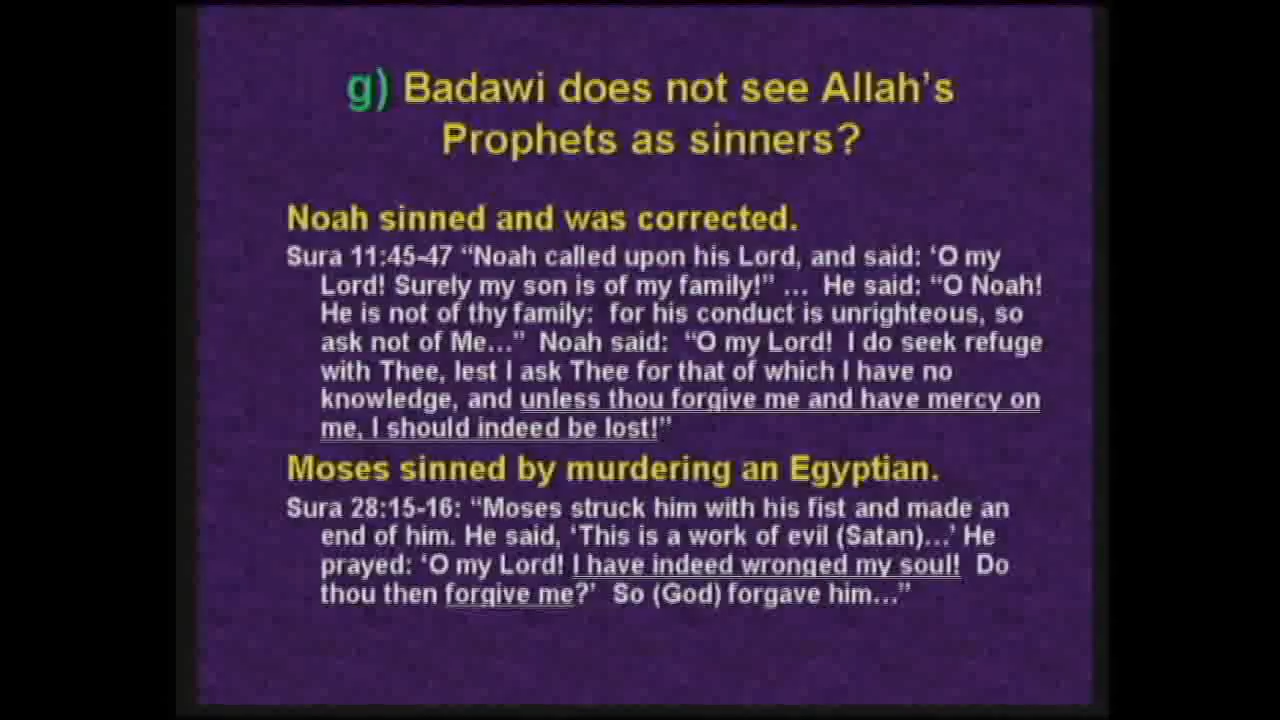 g) Badawi does not see Allah's
Prophets as sinners?
Noah sinned and was corrected.
Sura 11:45-47 “Noah called upon his Lord, and said: ‘O my
Lord! Surely my son is of my family!” … He said: “O Noah!
He is not of thy family: for his conduct is unrighteous, so
ask not of Me…” Noah said: “O my Lord! I do seek refuge
with Thee, lest I ask Thee for that of which I have no
knowledge, and unless thou forgive me and have mercy on
me, I should indeed be lost!”
Moses sinned by murdering an Egyptian.
Sura 28:15-16: “Moses struck him with his fist and made an
end of him. He said, ‘This is a work of evil (Satan)…’ He
prayed: ‘O my Lord! I have indeed wronged my soul! Do
thou then forgive me?’ So (God) forgave him…”